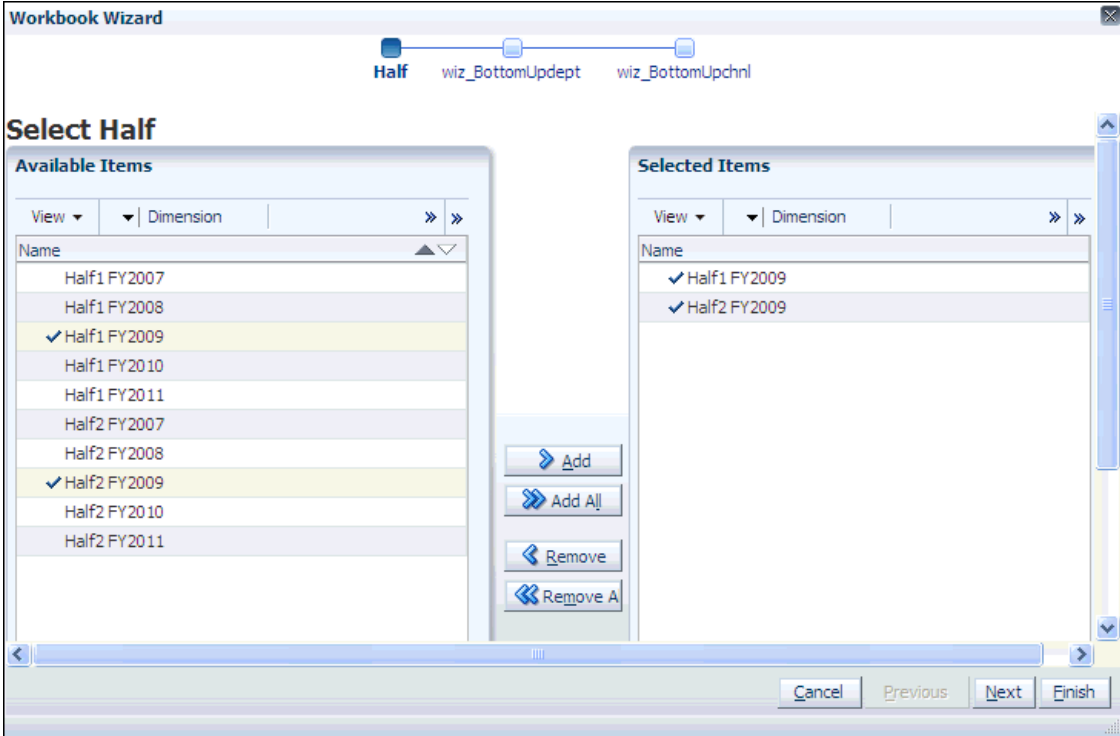 Workbook Wizard
Half wiz_BottomUpdept wiz_BottomUpchnl
Select Half
Available Items
View Dimension
Name
Half1 FY2007
Half1 FY2008
Half1 FY2009
Half1 FY2010
Half1 FY2011
Half2 FY2007
Half2 FY2008
Half2 FY2009
Half2 FY2010
Half2 FY2011
Add
Add All
Remove
Remove A
Selected Items
View Dimension
Name
Half1 FY2009
Half2 FY2009
Cancel Previous Next Finish